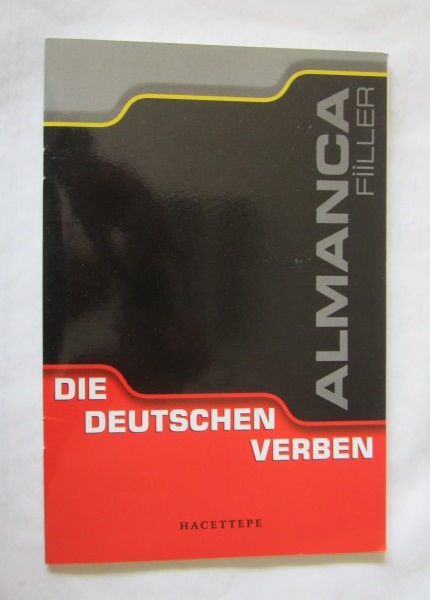 ALMANCA
FİİLLER
DIE
DEUTSCHEN
VERBEN
HACETTEPE